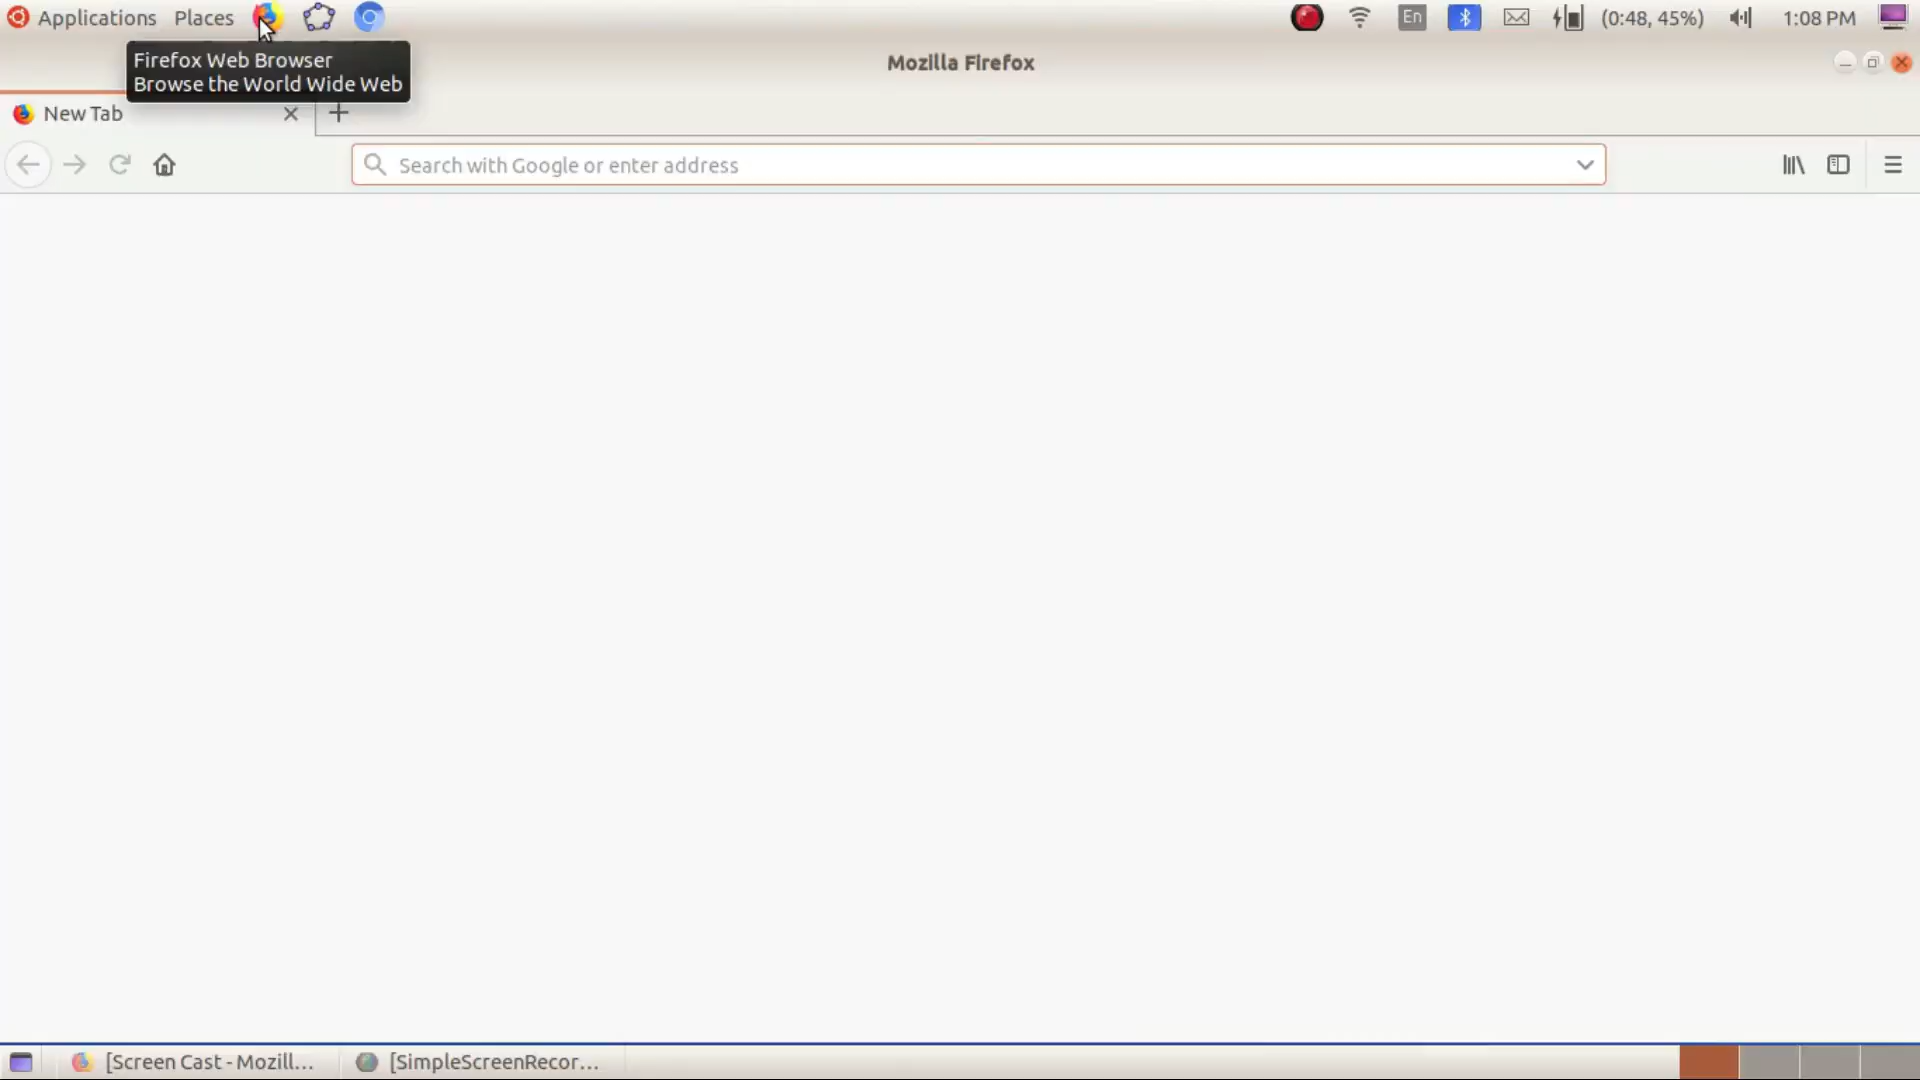 Applications Places En (0:48, 45%) 1:08 PM
Firefox Web Browser
Browse the World Wide Web
Mozilla Firefox
New Tab
Search with Google or enter address
[Screen Cast - Mozill... [SimpleScreenRecor...